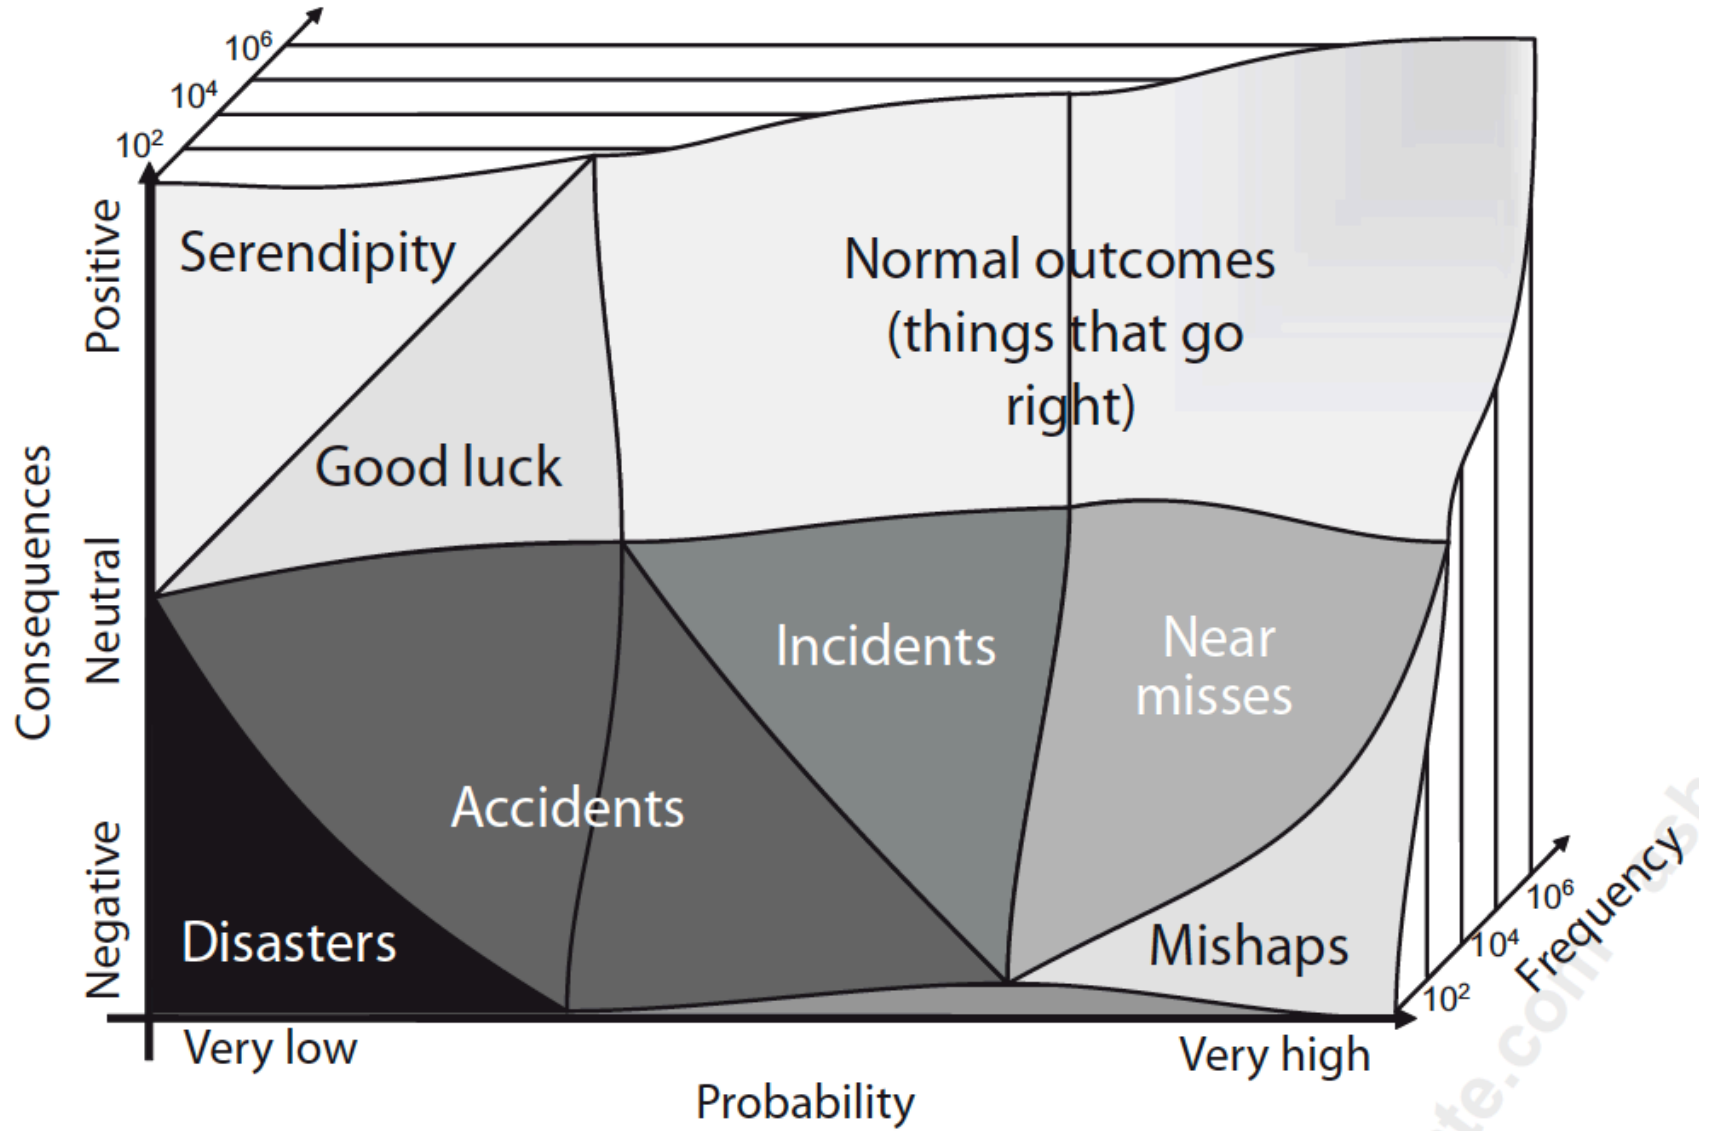 10⁶
10⁴
10²
Positive
Neutral
Negative
Consequences
Serendipity
Good luck
Normal outcomes
(things that go
right)
Incidents
Near
misses
Accidents
Disasters
Mishaps
10⁶
10⁴
10²
Frequency
Very low
Very high
Probability